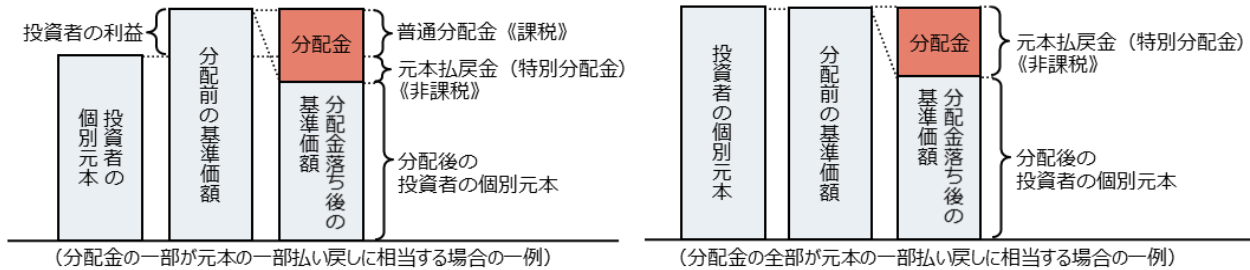 投資者の利益
投資者の
個別元本
分配前の基準価額
分配金
分配金落ち後の
基準価額
普通分配金《課税》
元本払戻金（特別分配金）
《非課税》
分配後の
投資者の個別元本
（分配金の一部が元本の一部払い戻しに相当する場合の一例）
投資者の個別元本
分配前の基準価額
分配金
分配金落ち後の
基準価額
元本払戻金（特別分配金）
《非課税》
分配後の
投資者の個別元本
（分配金の全部が元本の一部払い戻しに相当する場合の一例）